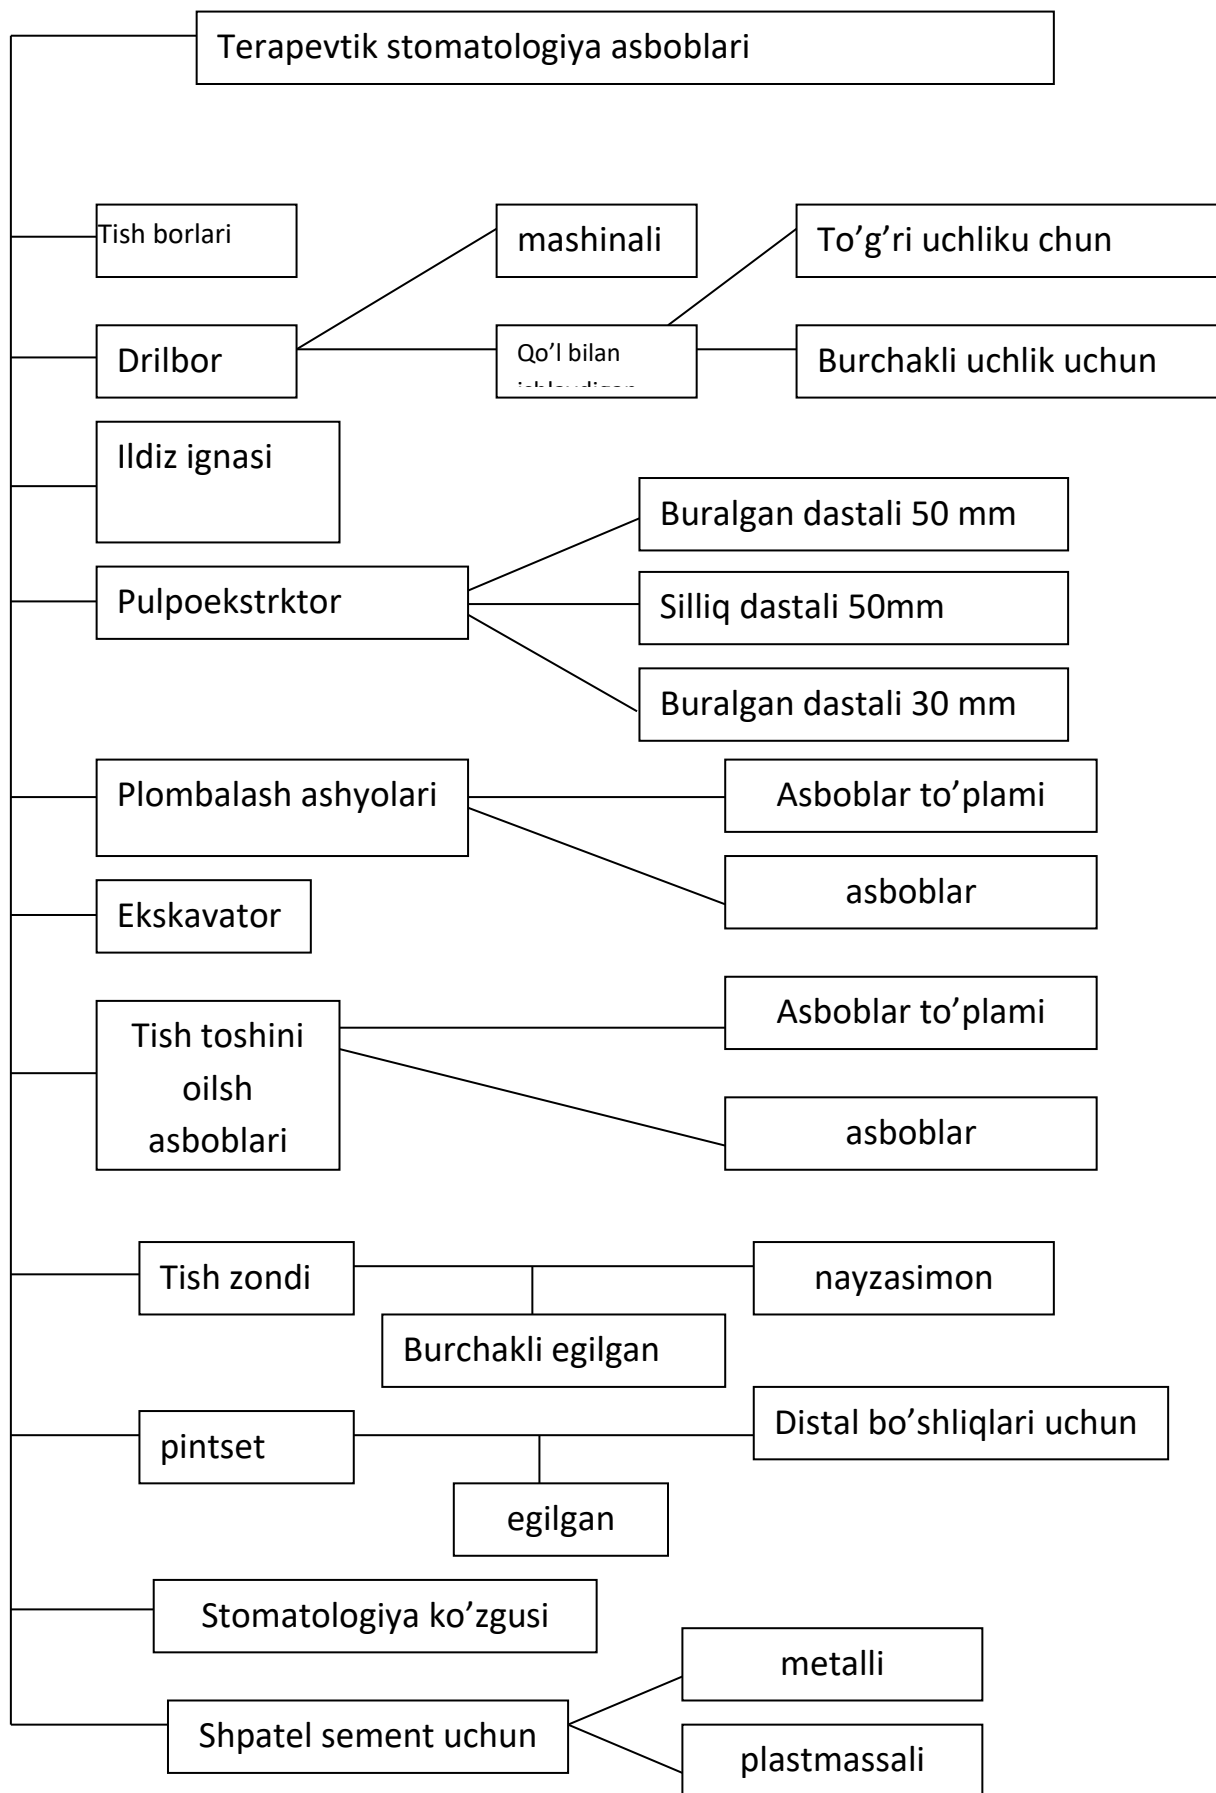 Terapevtik stomatologiya asboblari
Tish borlari
mashinali
To’g’ri uchliku chun
Drilbor
Qo’l bilan
Burchakli uchlik uchun
Ildiz ignasi
Buralgan dastali 50 mm
Pulpoekstrktor
Silliq dastali 50mm
Buralgan dastali 30 mm
Plombalash ashyolari
Asboblar to’plami
asboblar
Ekskavator
Tish toshini
oilsh
asboblari
Asboblar to’plami
asboblar
Tish zondi
nayzasimon
Burchakli egilgan
Distal bo’shliqlari uchun
pintset
egilgan
Stomatologiya ko’zgusi
metalli
Shpatel sement uchun
plastmassali